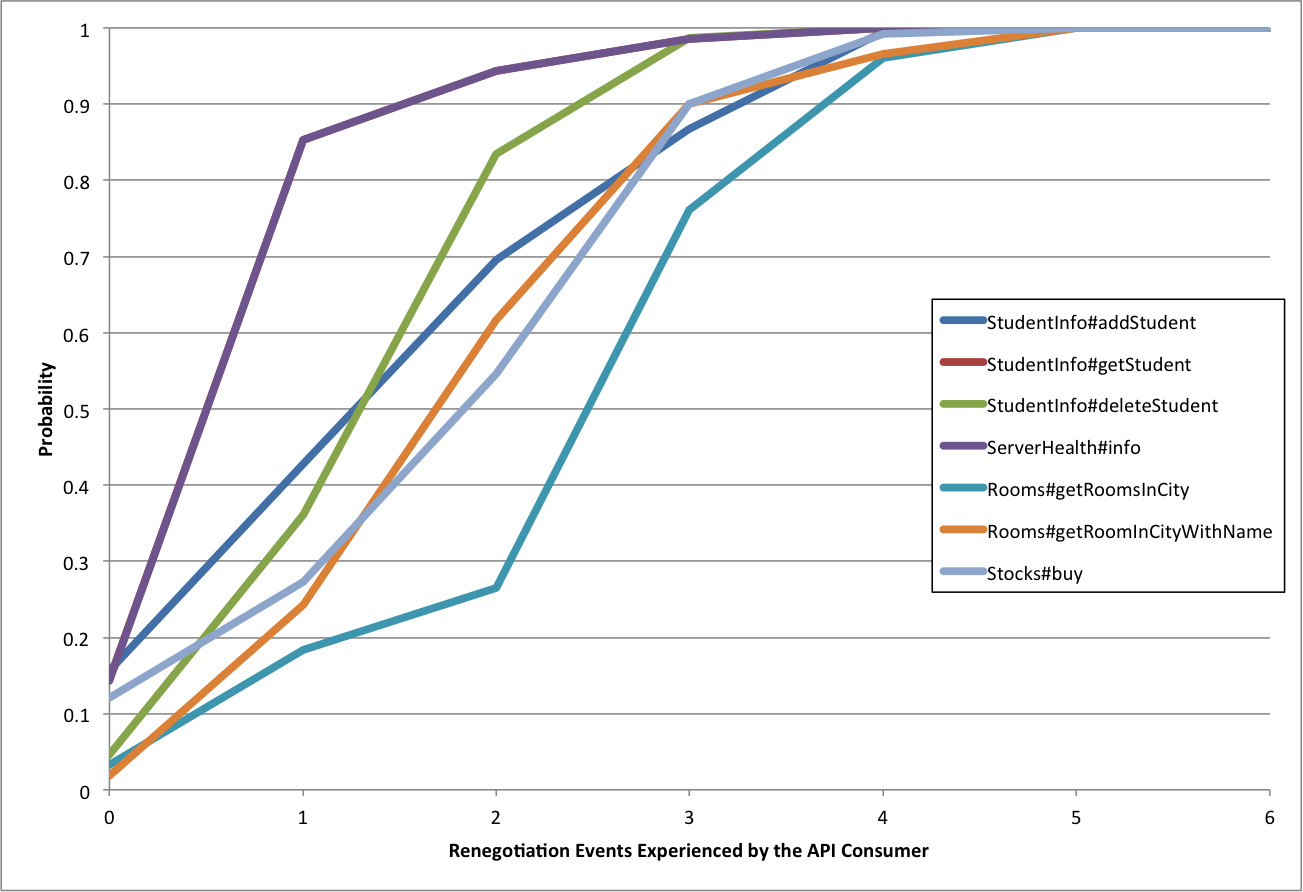 1
0.9
0.8
0.7
0.6
0.5
0.4
0.3
0.2
0.1
0
Probability
0 1 2 3 4 5 6
Renegotiation Events Experienced by the API Consumer
StudentInfo#addStudent
StudentInfo#getStudent
StudentInfo#deleteStudent
ServerHealth#info
Rooms#getRoomsInCity
Rooms#getRoomInCityWithName
Stocks#buy